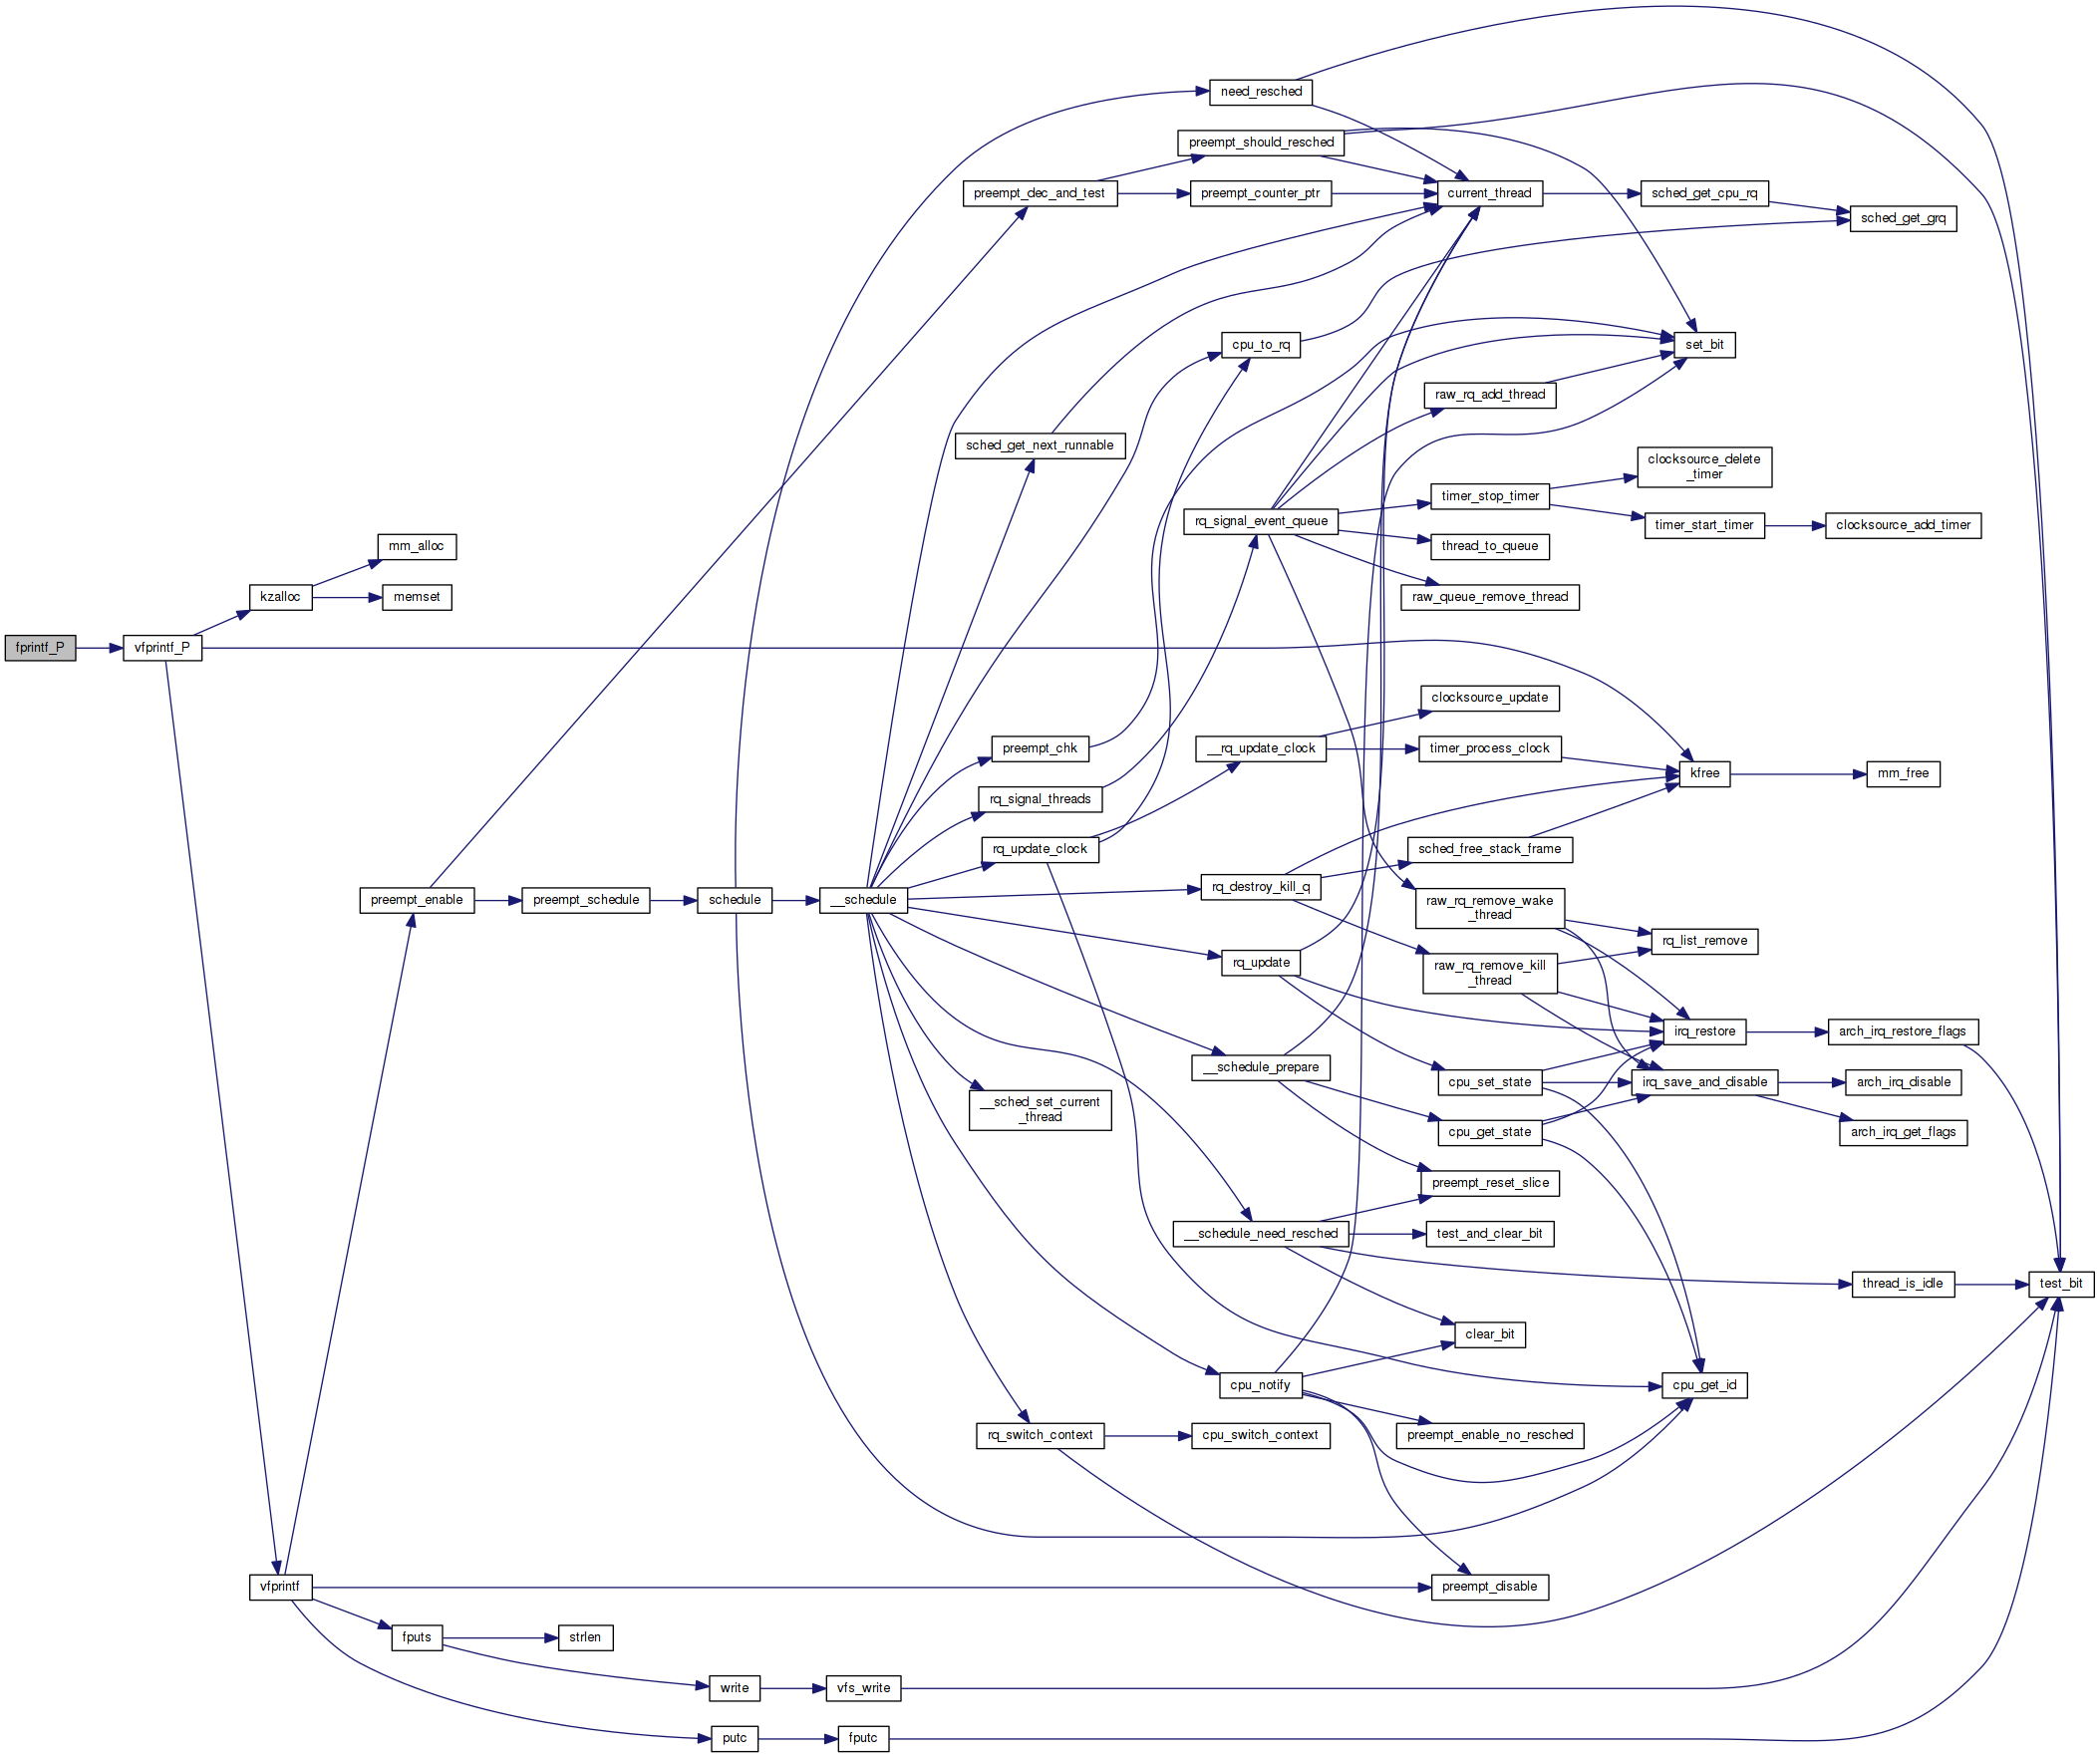 need_resched
preempt_should_resched
preempt_dec_and_test
preempt_counter_ptr
current_thread
sched_get_cpu_rq
sched_get_grq
cpu_to_rq
set_bit
raw_rq_add_thread
sched_get_next_runnable
clocksource_delete
_timer
timer_stop_timer
rq_signal_event_queue
timer_start_timer
clocksource_add_timer
mm_alloc
thread_to_queue
kzalloc
memset
raw_queue_remove_thread
fprintf_P
vfprintf_P
clocksource_update
preempt_chk
__rq_update_clock
timer_process_clock
kfree
mm_free
rq_signal_threads
rq_update_clock
sched_free_stack_frame
rq_destroy_kill_q
preempt_enable
preempt_schedule
schedule
__schedule
raw_rq_remove_wake
_thread
rq_list_remove
rq_update
raw_rq_remove_kill
_thread
irq_restore
arch_irq_restore_flags
__schedule_prepare
cpu_set_state
irq_save_and_disable
arch_irq_disable
__sched_set_current
_thread
cpu_get_state
arch_irq_get_flags
preempt_reset_slice
__schedule_need_resched
test_and_clear_bit
thread_is_idle
test_bit
clear_bit
cpu_notify
cpu_get_id
rq_switch_context
cpu_switch_context
preempt_enable_no_resched
vfprintf
preempt_disable
fputs
strlen
write
vfs_write
putc
fputc